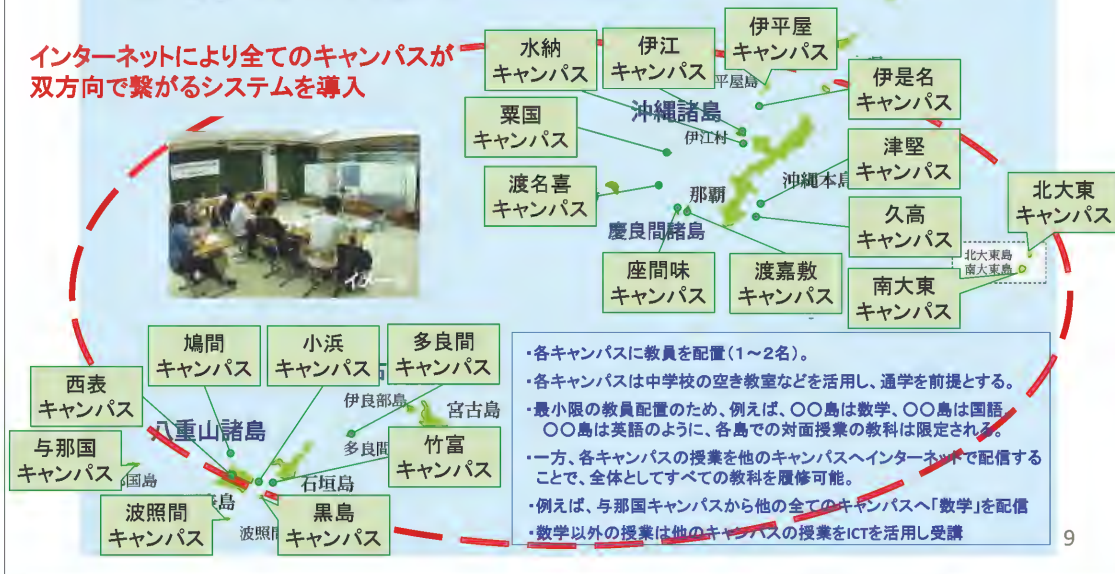 インターネットにより全てのキャンパスが
双方向で繋がるシステムを導入
水納
キャンパス
伊江
キャンパス
伊平屋
キャンパス
平屋島
伊是名
キャンパス
粟国
キャンパス
沖縄諸島
伊江村
津堅
キャンパス
渡名喜
キャンパス
那覇
沖縄本島
北大東
キャンパス
慶良間諸島
久高
キャンパス
北大東島
南大東島
座間味
キャンパス
渡嘉敷
キャンパス
南大東
キャンパス
イメー
鳩間
キャンパス
小浜
キャンパス
多良間
キャンパス
西表
キャンパス
伊良部島
宮古島
八重山諸島
与那国
キャンパス
多良間
竹富
キャンパス
国島
石垣島
波照間
キャンパス
黒島
キャンパス
波照
・各キャンパスに教員を配置(1~2名)。
・各キャンパスは中学校の空き教室などを活用し、通学を前提とする。
・最小限の教員配置のため、例えば、〇〇島は数学、〇〇島は国語、
〇〇島は英語のように、各島での対面授業の教科は限定される。
・一方、各キャンパスの授業を他のキャンパスへインターネットで配信する
ことで、全体としてすべての教科を履修可能。
・例えば、与那国キャンパスから他の全てのキャンパスへ「数学」を配信
・数学以外の授業は他のキャンパスの授業をICTを活用し受講
9